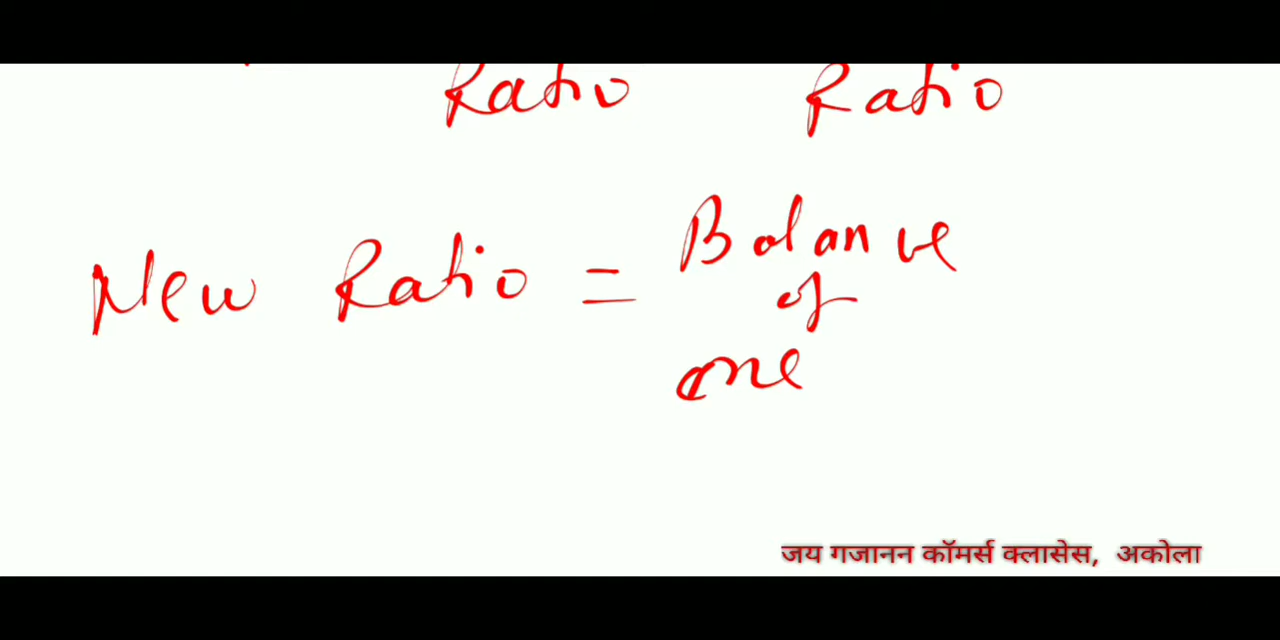 Ratio Ratio
New Ratio = Balance
of
one
जय गजानन कॉमर्स क्लासेस, अकोला